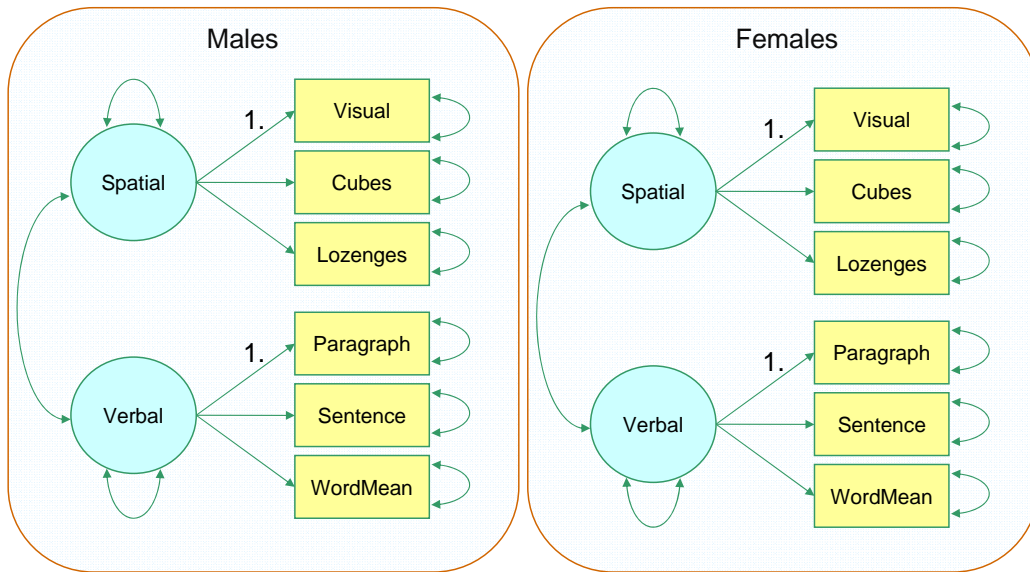 Males
1.
Visual
Spatial
Cubes
Lozenges
1.
Paragraph
Verbal
Sentence
WordMean
Females
1.
Visual
Spatial
Cubes
Lozenges
1.
Paragraph
Verbal
Sentence
WordMean